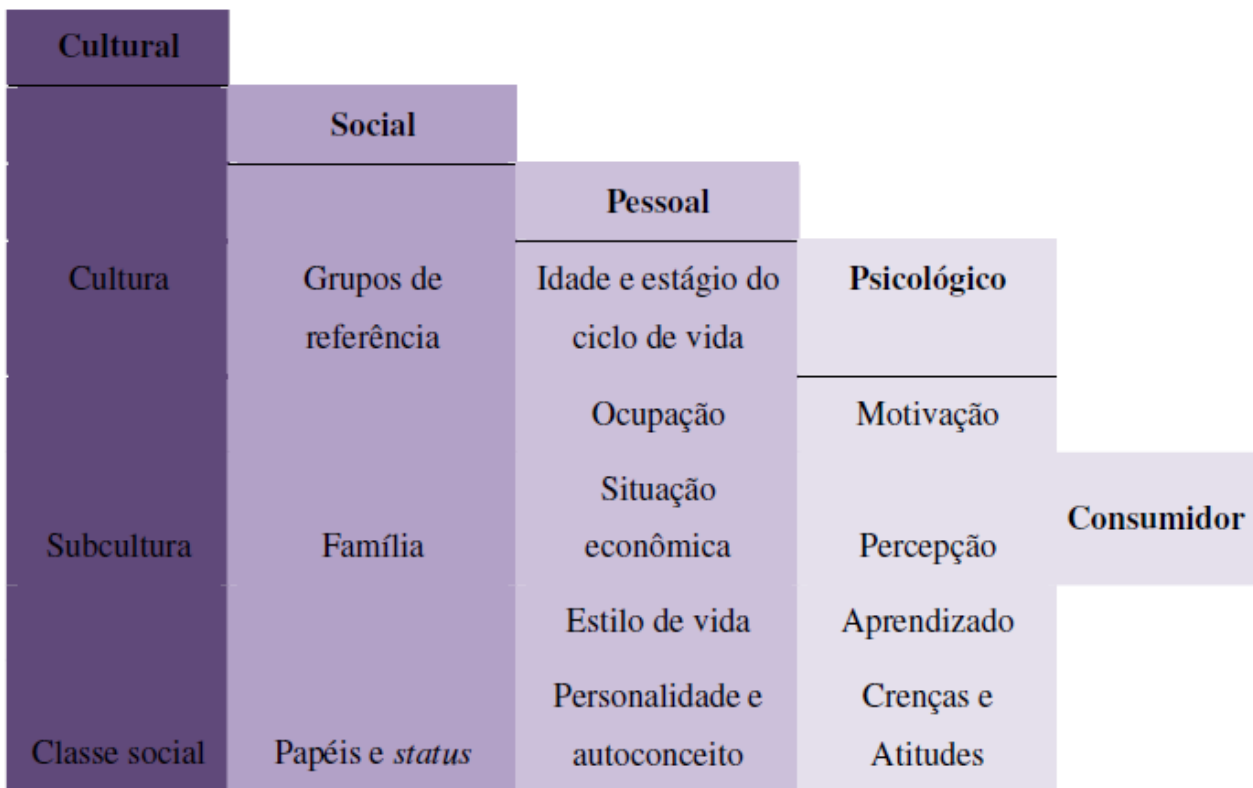 Cultural
Social
Pessoal
Cultura
Grupos de
referência
Idade e estágio do
ciclo de vida
Psicológico
Ocupação
Motivação
Situação
econômica
Consumidor
Subcultura
Família
Percepção
Estilo de vida
Aprendizado
Personalidade e
autoconceito
Crenças e
Atitudes
Classe social
Papéis e status